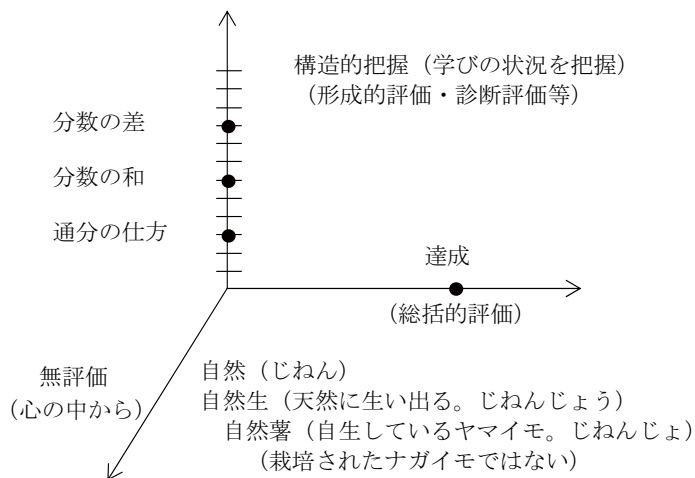 構造的把握（学びの状況を把握）
（形成的評価・診断評価等）
分数の差
分数の和
通分の仕方
達成
（総括的評価）
無評価
（心の中から）
自然（じねん）
自然生（天然に生い出る。じねんじょう）
自然薯（自生しているヤマイモ。じねんじょ）
（栽培されたナガイモではない）